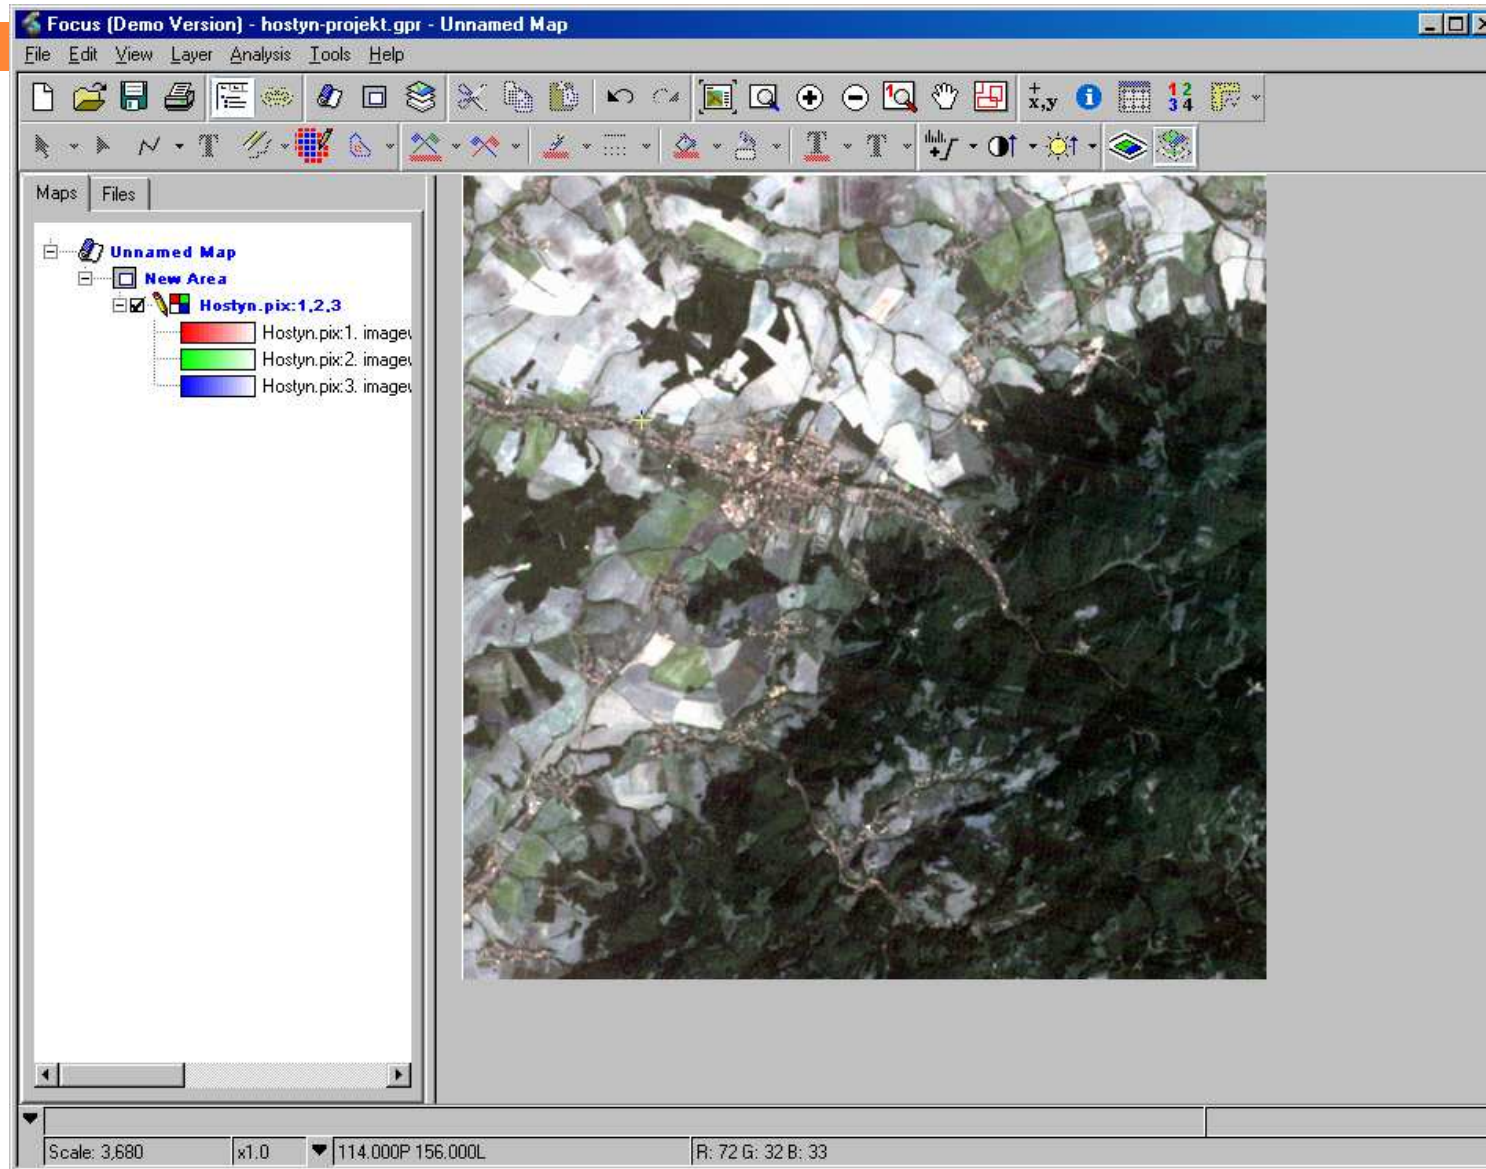 Focus (Demo Version) - hostyn-projekt.gpr - Unnamed Map
File Edit View Layer Analysis Tools Help
x,y 1 2 3 4
Maps Files
Unnamed Map
New Area
Hostyn.pix:1,2,3
Hostyn.pix:1. image
Hostyn.pix:2. image
Hostyn.pix:3. image
Scale: 3,680 x1.0 114.000P 156.000L R: 72 G: 32 B: 33